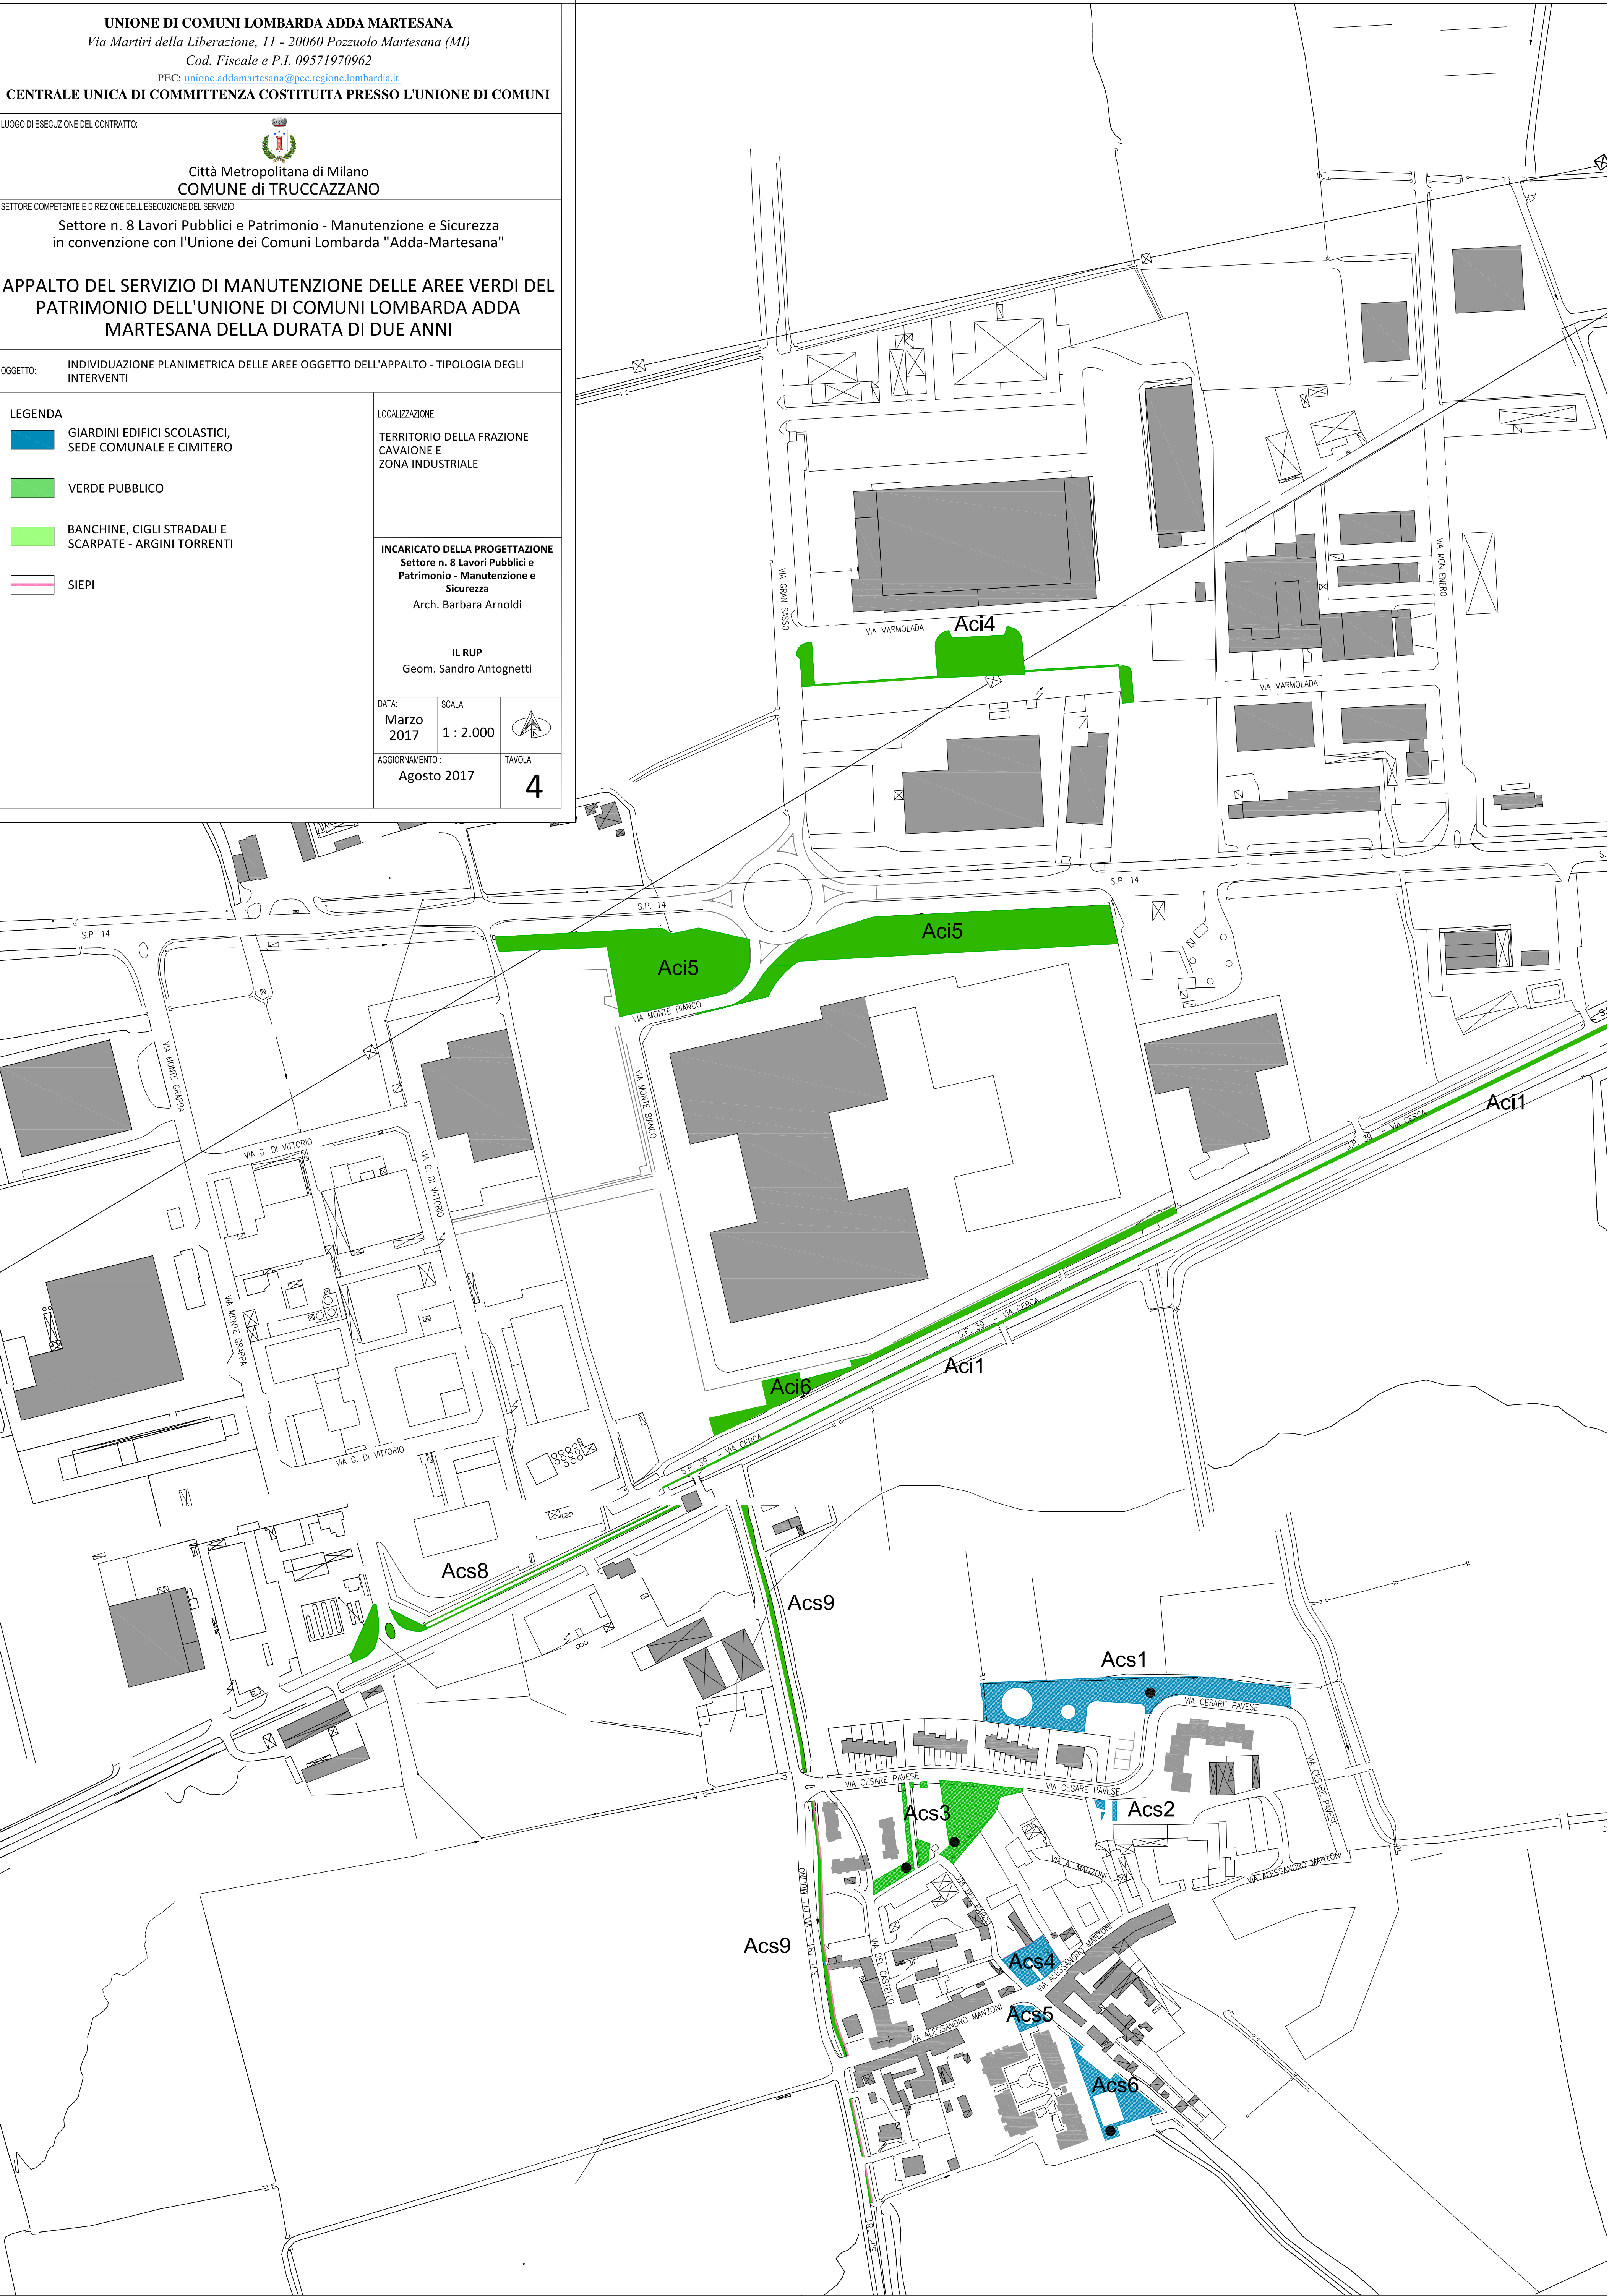 UNIONE DI COMUNI LOMBARDA ADDA MARTESANA
Via Martiri della Liberazione, 11 - 20060 Pozzuolo Martesana (MI)
Cod. Fiscale e P.I. 09571970962
PEC: unione.addamartesana@pec.regione.lombardia.it
CENTRALE UNICA DI COMMITTENZA COSTITUITA PRESSO L'UNIONE DI COMUNI
LUOGO DI ESECUZIONE DEL CONTRATTO:
Città Metropolitana di Milano
COMUNE di TRUCCAZZANO
SETTORE COMPETENTE E DIREZIONE DELL'ESECUZIONE DEL SERVIZIO:
Settore n. 8 Lavori Pubblici e Patrimonio - Manutenzione e Sicurezza
in convenzione con l'Unione dei Comuni Lombarda "Adda-Martesana"
APPALTO DEL SERVIZIO DI MANUTENZIONE DELLE AREE VERDI DEL
PATRIMONIO DELL'UNIONE DI COMUNI LOMBARDA ADDA
MARTESANA DELLA DURATA DI DUE ANNI
OGGETTO:
INDIVIDUAZIONE PLANIMETRICA DELLE AREE OGGETTO DELL'APPALTO - TIPOLOGIA DEGLI
INTERVENTI
LEGENDA
GIARDINI EDIFICI SCOLASTICI,
SEDE COMUNALE E CIMITERO
VERDE PUBBLICO
BANCHINE, CIGLI STRADALI E
SCARPATE - ARGINI TORRENTI
SIEPI
LOCALIZZAZIONE:
TERRITORIO DELLA FRAZIONE
CAVAIONE E
ZONA INDUSTRIALE
INCARICATO DELLA PROGETTAZIONE
Settore n. 8 Lavori Pubblici e
Patrimonio - Manutenzione e
Sicurezza
Arch. Barbara Arnoldi
IL RUP
Geom. Sandro Antognetti
DATA:
Marzo
2017
SCALA:
1 : 2.000
N
AGGIORNAMENTO :
Agosto 2017
TAVOLA
4
VIA GRAN SASSO
VIA MARMOLADA
Aci4
VIA MONTENERO
VIA MARMOLADA
S.P. 14
S.P. 14
S.P. 14
S.
Aci5
Aci5
VIA MONTE BIANCO
VIA MONTE BIANCO
VIA MONTE GRAPPA
VIA G. DI VITTORIO
VIA G. DI VITTORIO
VIA MONTE GRAPPA
VIA G. DI VITTORIO
Aci1
S.P. 39 - VIA CERCA
S.P. 39 - VIA CERCA
Aci1
Aci6
S.P. 39 - VIA CERCA
Acs8
Acs9
Acs1
VIA CESARE PAVESE
VIA CESARE PAVESE
VIA CESARE PAVESE
VIA CESARE PAVESE
Acs3
Acs2
VIA A. MANZONI
VIA ALESSANDRO MANZONI
VIA DEL PARCO
S.P. 181 - VIA DEL MULINO
Acs9
VIA DEL CASTELLO
Acs4
VIA ALESSANDRO MANZONI
VIA ALESSANDRO MANZONI
Acs5
Acs6
S.P. 181